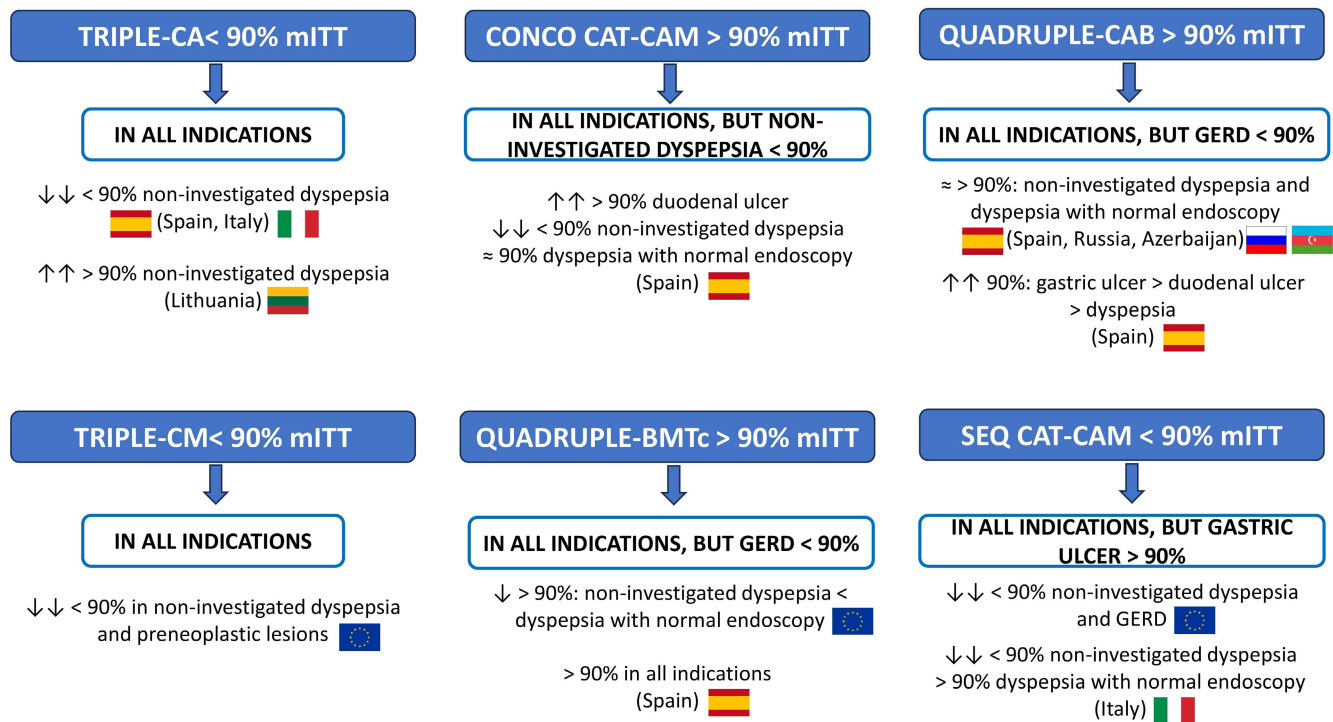 TRIPLE-CA< 90% mITT
IN ALL INDICATIONS
↓↓ < 90% non-investigated dyspepsia
(Spain, Italy)
↑↑ > 90% non-investigated dyspepsia
(Lithuania)
CONCO CAT-CAM > 90% mITT
IN ALL INDICATIONS, BUT NON-
INVESTIGATED DYSPEPSIA < 90%
↑↑ > 90% duodenal ulcer
↓↓ < 90% non-investigated dyspepsia
≈ 90% dyspepsia with normal endoscopy
(Spain)
QUADRUPLE-CAB > 90% mITT
IN ALL INDICATIONS, BUT GERD < 90%
≈ > 90%: non-investigated dyspepsia and
dyspepsia with normal endoscopy
(Spain, Russia, Azerbaijan)
↑↑ 90%: gastric ulcer > duodenal ulcer
> dyspepsia
(Spain)
TRIPLE-CM< 90% mITT
IN ALL INDICATIONS
↓↓ < 90% in non-investigated dyspepsia
and preneoplastic lesions
QUADRUPLE-BMTc > 90% mITT
IN ALL INDICATIONS, BUT GERD < 90%
↓ > 90%: non-investigated dyspepsia <
dyspepsia with normal endoscopy
> 90% in all indications
(Spain)
SEQ CAT-CAM < 90% mITT
IN ALL INDICATIONS, BUT GASTRIC
ULCER > 90%
↓↓ < 90% non-investigated dyspepsia
and GERD
↓↓ < 90% non-investigated dyspepsia
> 90% dyspepsia with normal endoscopy
(Italy)